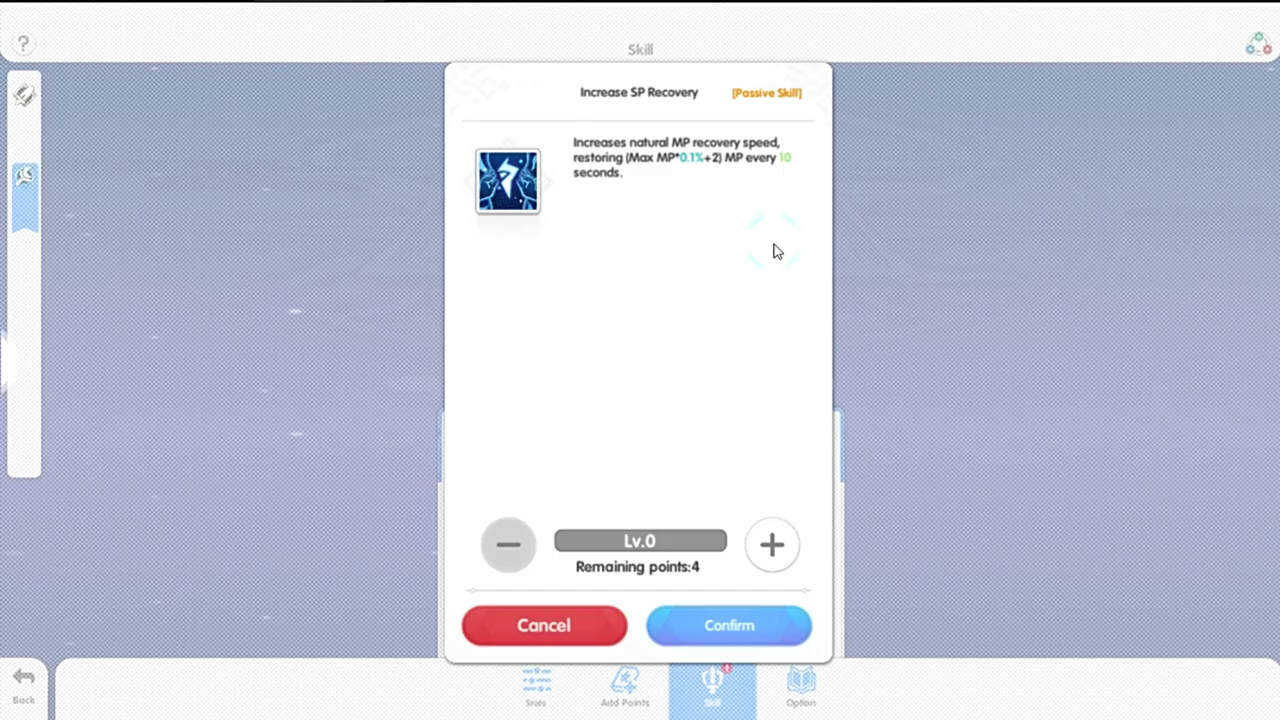 ?
Skill
Increase SP Recovery
[Passive Skill]
Increases natural MP recovery speed,
restoring (Max MP*0.1%+2) MP every 10
seconds.
Lv.0
Remaining points:4
Cancel
Confirm
Back
Stats
Add Points
Skill
Option